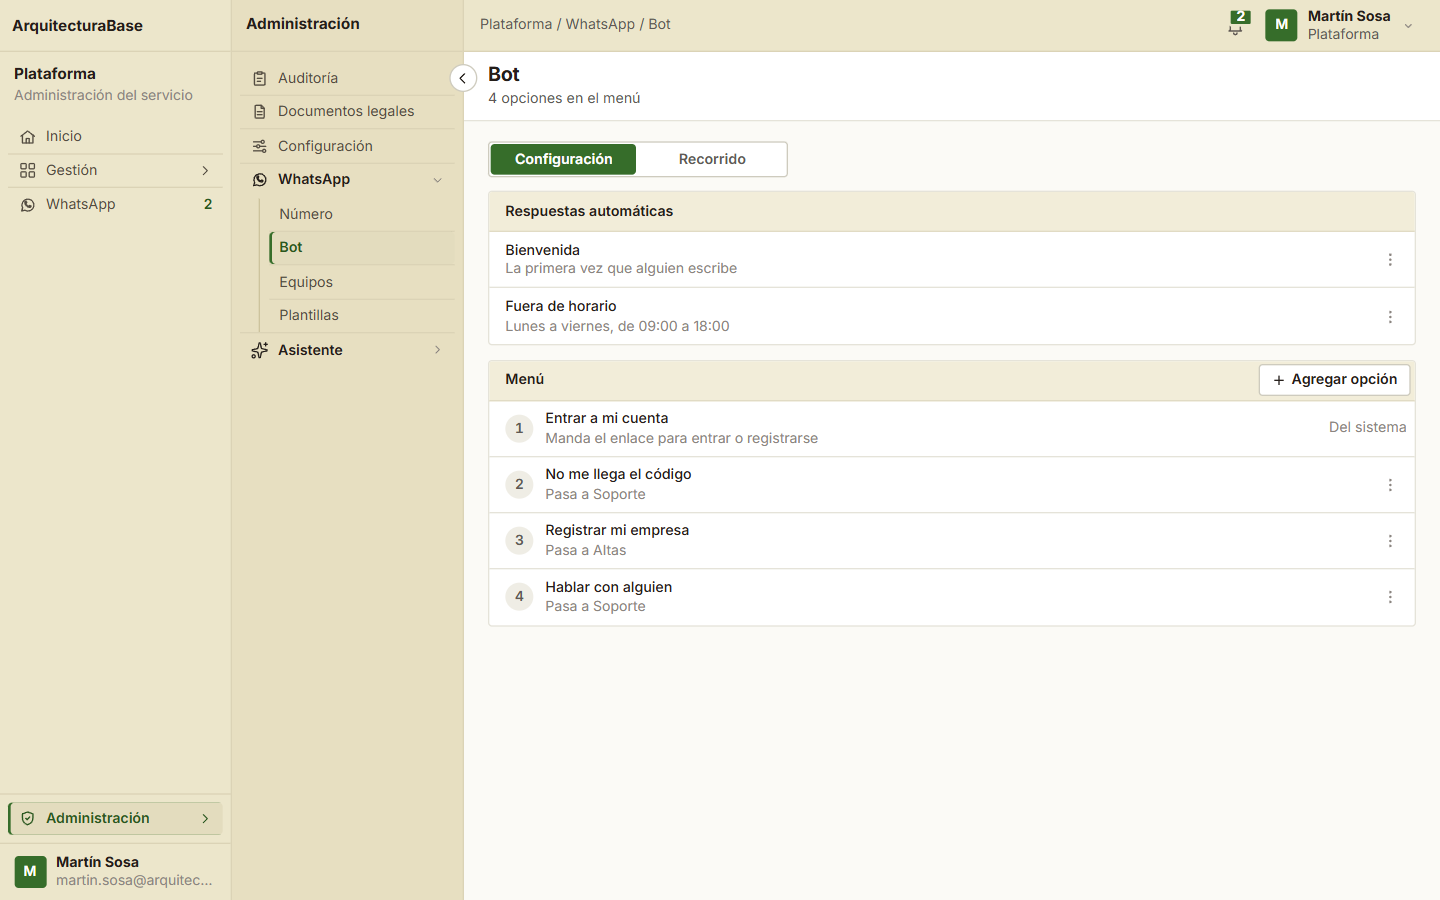 ArquitecturaBase
Plataforma
Administración del servicio
Inicio
Gestión
WhatsApp 2
Administración
Martín Sosa
martin.sosa@arquitec...
M
Administración
Auditoría
Documentos legales
Configuración
WhatsApp
Número
Bot
Equipos
Plantillas
Asistente
Plataforma / WhatsApp / Bot
2
M
Martín Sosa
Plataforma
Bot
4 opciones en el menú
Configuración Recorrido
Respuestas automáticas
Bienvenida
La primera vez que alguien escribe
Fuera de horario
Lunes a viernes, de 09:00 a 18:00
Menú + Agregar opción
1 Entrar a mi cuenta
Manda el enlace para entrar o registrarse
Del sistema
2 No me llega el código
Pasa a Soporte
3 Registrar mi empresa
Pasa a Altas
4 Hablar con alguien
Pasa a Soporte